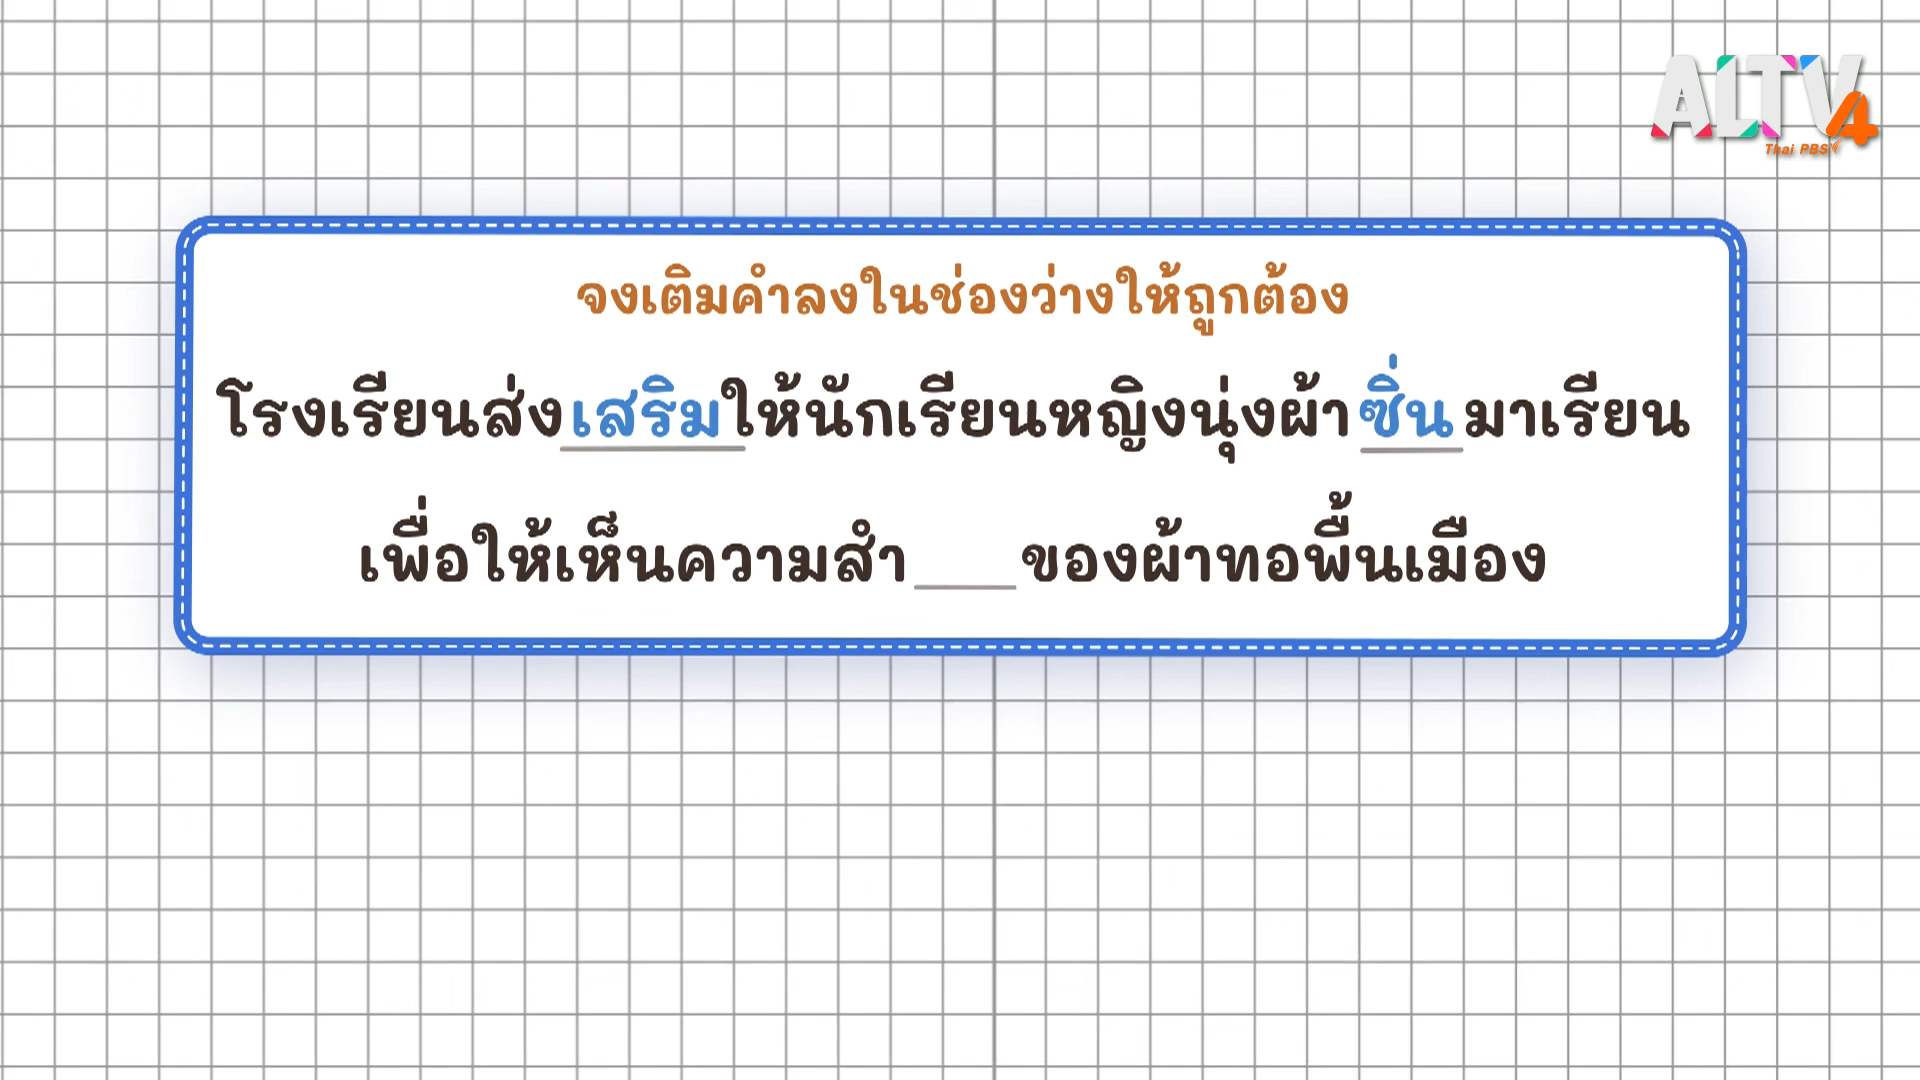 ALTV4
Thai PBS
จงเติมคำลงในช่องว่างให้ถูกต้อง
โรงเรียนส่งเสริมให้นักเรียนหญิงนุ่งผ้าซิ่นมาเรียน
เพื่อให้เห็นความสำ___ของผ้าทอพื้นเมือง